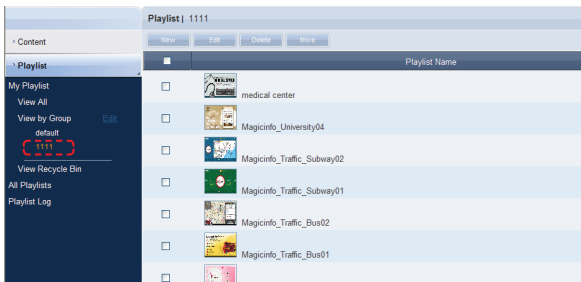 Playlist | 1111
› Content
New Edit Delete More
› Playlist
Playlist Name
My Playlist
View All
View by Group Edit
default
1111
View Recycle Bin
All Playlists
Playlist Log
medical center
Magicinfo_University04
Magicinfo_Traffic_Subway02
Magicinfo_Traffic_Subway01
Magicinfo_Traffic_Bus02
Magicinfo_Traffic_Bus01